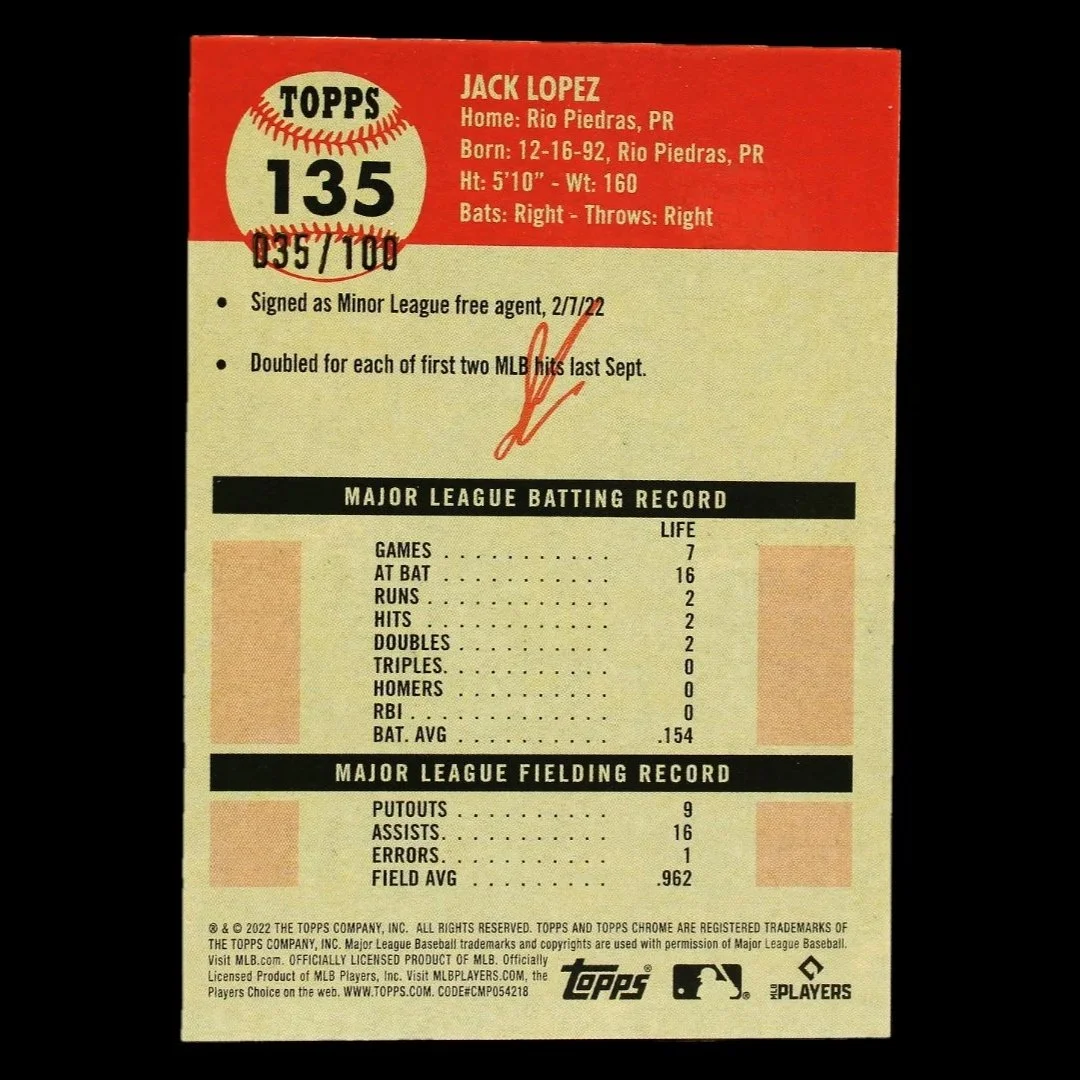 TOPPS
135
035/100
JACK LOPEZ
Home: Rio Piedras, PR
Born: 12-16-92, Rio Piedras, PR
Ht: 5'10" - Wt: 160
Bats: Right - Throws: Right
• Signed as Minor League free agent, 2/7/22
• Doubled for each of first two MLB hits last Sept.
MAJOR LEAGUE BATTING RECORD
LIFE
GAMES . . . . . . . . . . . 7
AT BAT . . . . . . . . . . . 16
RUNS . . . . . . . . . . . . 2
HITS . . . . . . . . . . . . 2
DOUBLES . . . . . . . . . . 2
TRIPLES. . . . . . . . . . . 0
HOMERS . . . . . . . . . . 0
RBI . . . . . . . . . . . . . 0
BAT. AVG . . . . . . . . . . .154
MAJOR LEAGUE FIELDING RECORD
PUTOUTS . . . . . . . . . . 9
ASSISTS. . . . . . . . . . . 16
ERRORS. . . . . . . . . . . 1
FIELD AVG . . . . . . . . . .962
® & © 2022 THE TOPPS COMPANY, INC. ALL RIGHTS RESERVED. TOPPS AND TOPPS CHROME ARE REGISTERED TRADEMARKS OF
THE TOPPS COMPANY, INC. Major League Baseball trademarks and copyrights are used with permission of Major League Baseball.
Visit MLB.com. OFFICIALLY LICENSED PRODUCT OF MLB. Officially
Licensed Product of MLB Players, Inc. Visit MLBPLAYERS.COM, the
Players Choice on the web. WWW.TOPPS.COM. CODE#CMP054218
Topps®
®
MLB PLAYERS